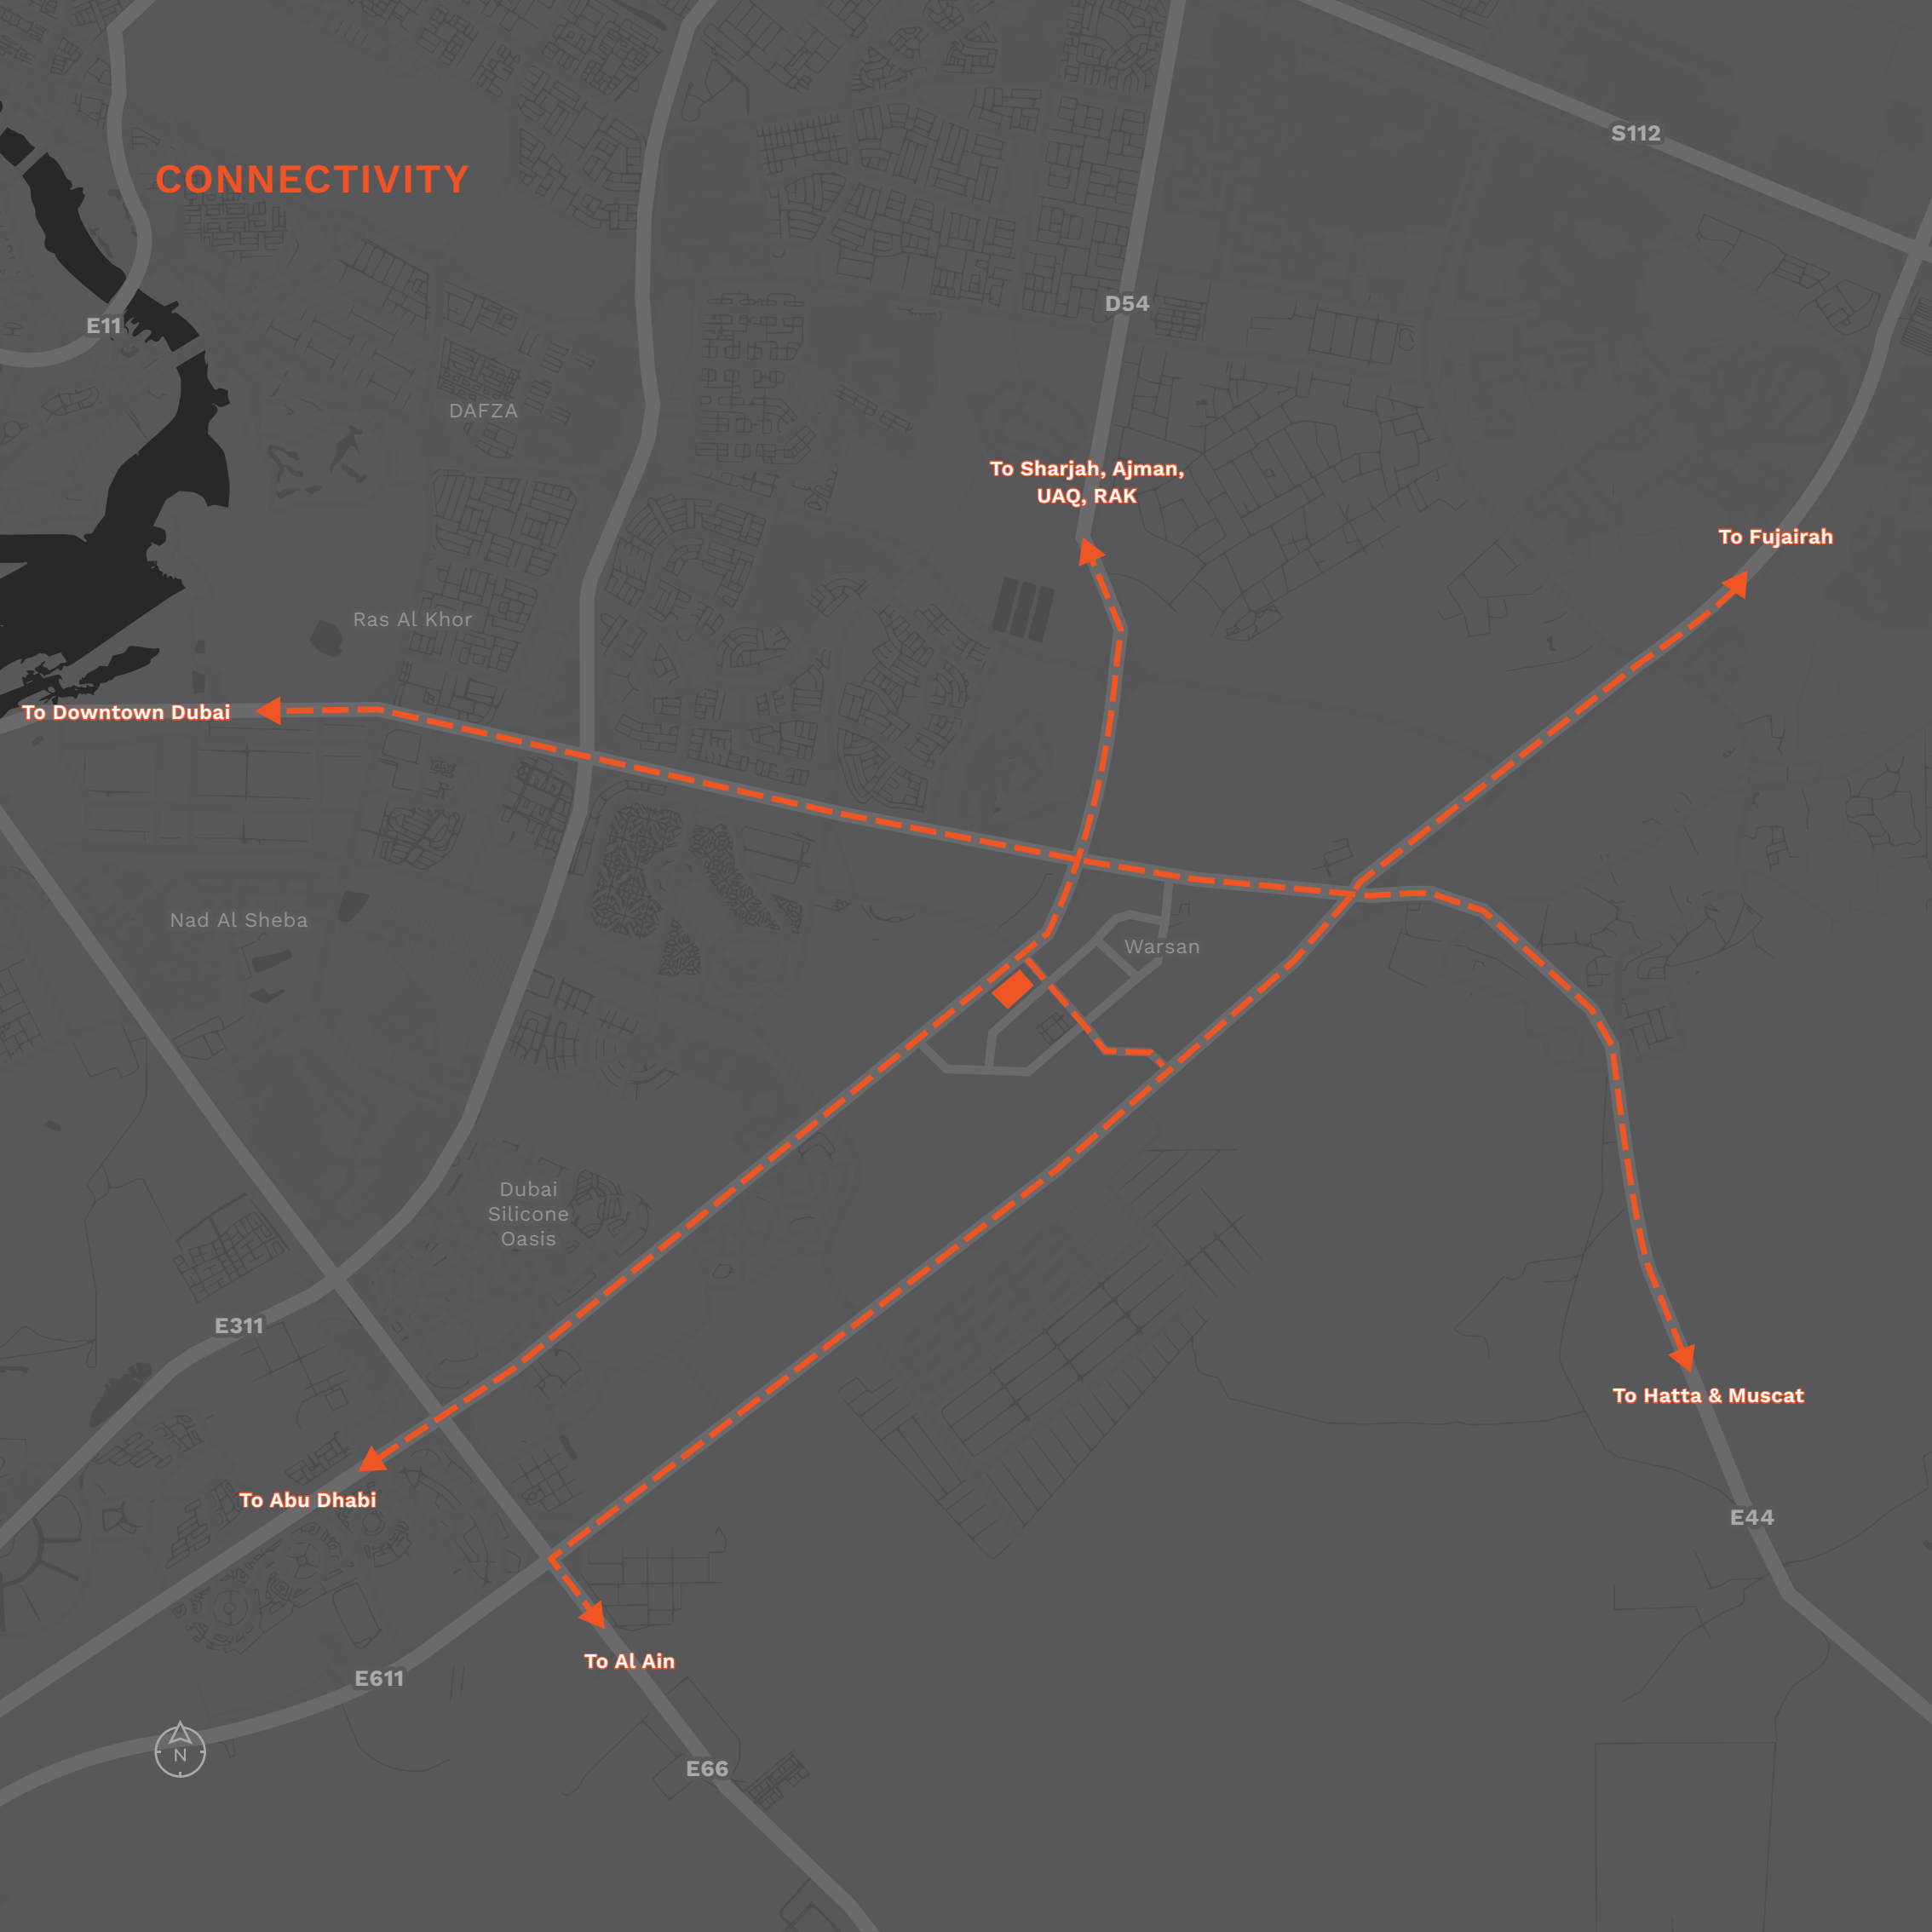 S112
CONNECTIVITY
D54
E11
DAFZA
To Sharjah, Ajman,
UAQ, RAK
To Fujairah
Ras Al Khor
To Downtown Dubai
Nad Al Sheba
Warsan
Dubai
Silicone
Oasis
E311
To Hatta & Muscat
To Abu Dhabi
E44
To Al Ain
E611
N
E66